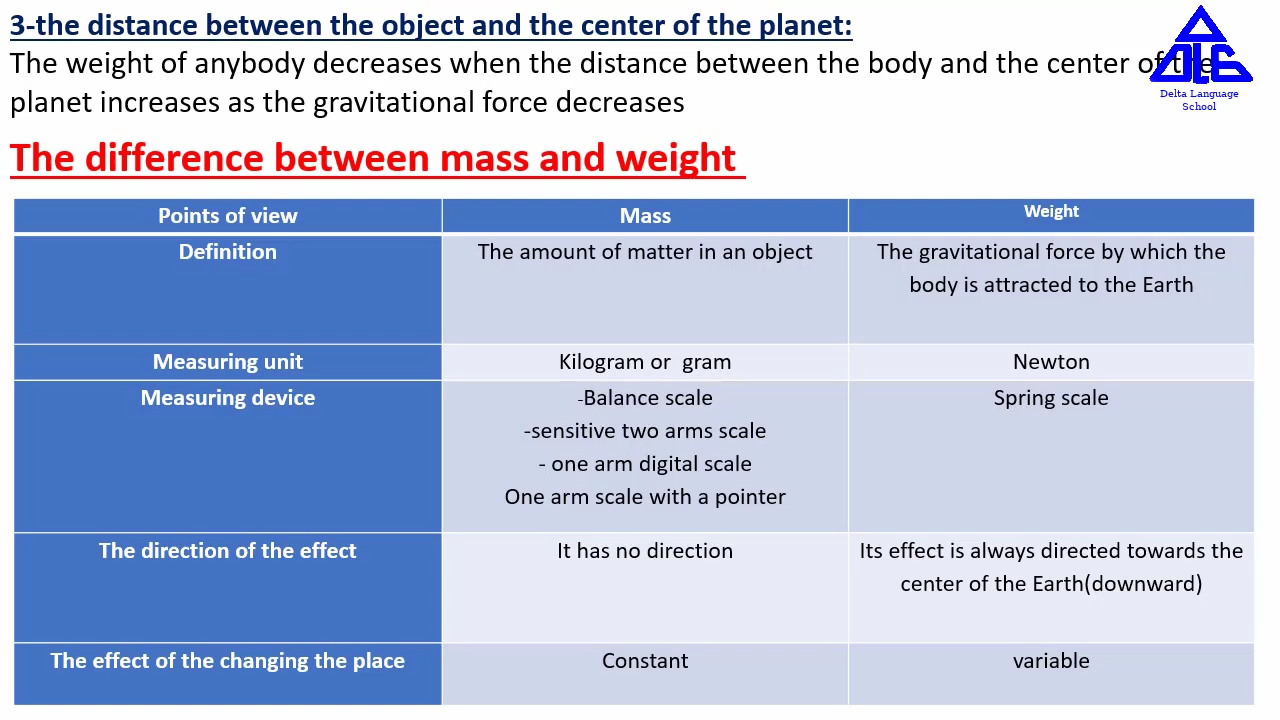 3-the distance between the object and the center of the planet:
The weight of anybody decreases when the distance between the body and the center of the
planet increases as the gravitational force decreases
Delta Language
School
The difference between mass and weight
Points of view Mass Weight
Definition The amount of matter in an object The gravitational force by which the
body is attracted to the Earth
Measuring unit Kilogram or gram Newton
Measuring device -Balance scale Spring scale
-sensitive two arms scale
- one arm digital scale
One arm scale with a pointer
The direction of the effect It has no direction Its effect is always directed towards the
center of the Earth(downward)
The effect of the changing the place Constant variable